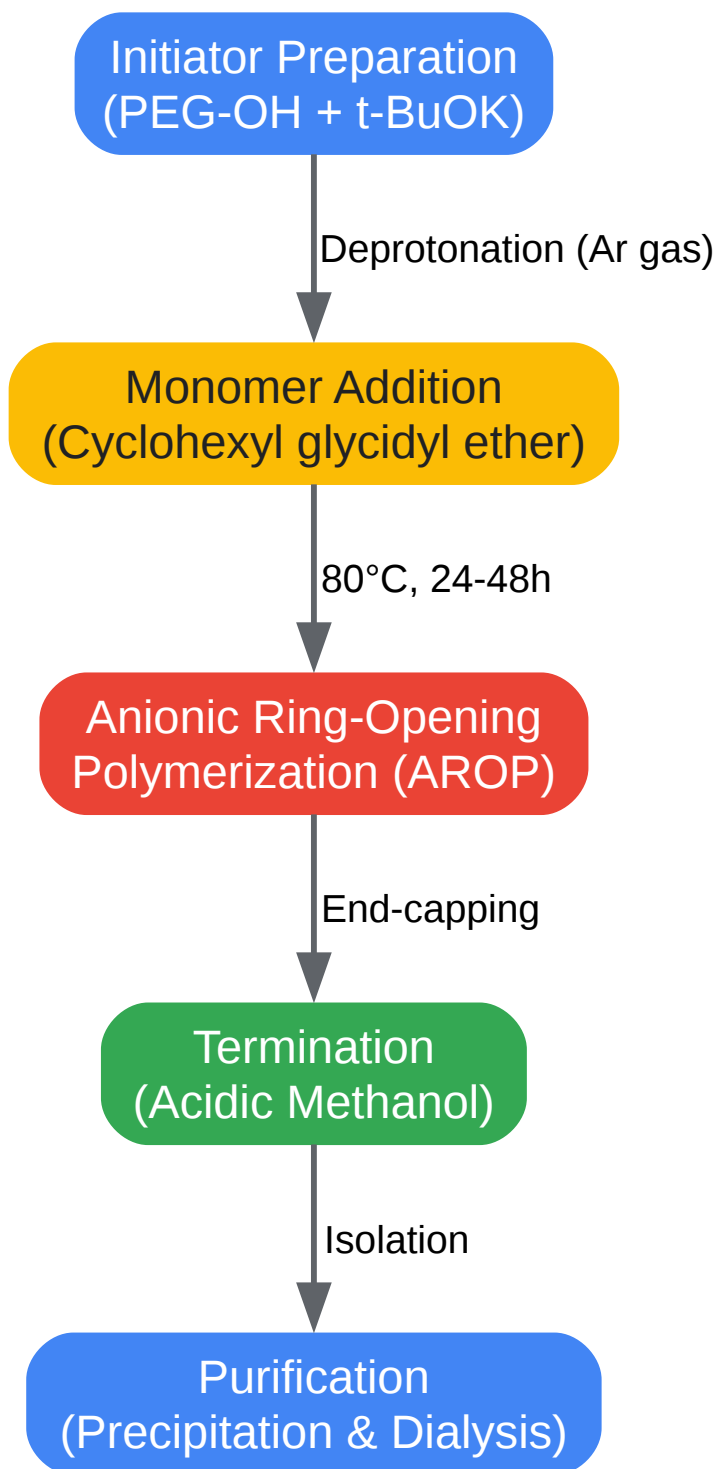 Initiator Preparation
(PEG-OH + t-BuOK)
Deprotonation (Ar gas)
Monomer Addition
(Cyclohexyl glycidyl ether)
80°C, 24-48h
Anionic Ring-Opening
Polymerization (AROP)
End-capping
Termination
(Acidic Methanol)
Isolation
Purification
(Precipitation & Dialysis)